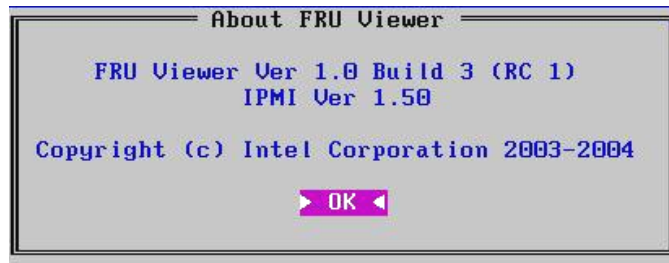 About FRU Viewer
FRU Viewer Ver 1.0 Build 3 (RC 1)
IPMI Ver 1.50
Copyright (c) Intel Corporation 2003-2004
OK